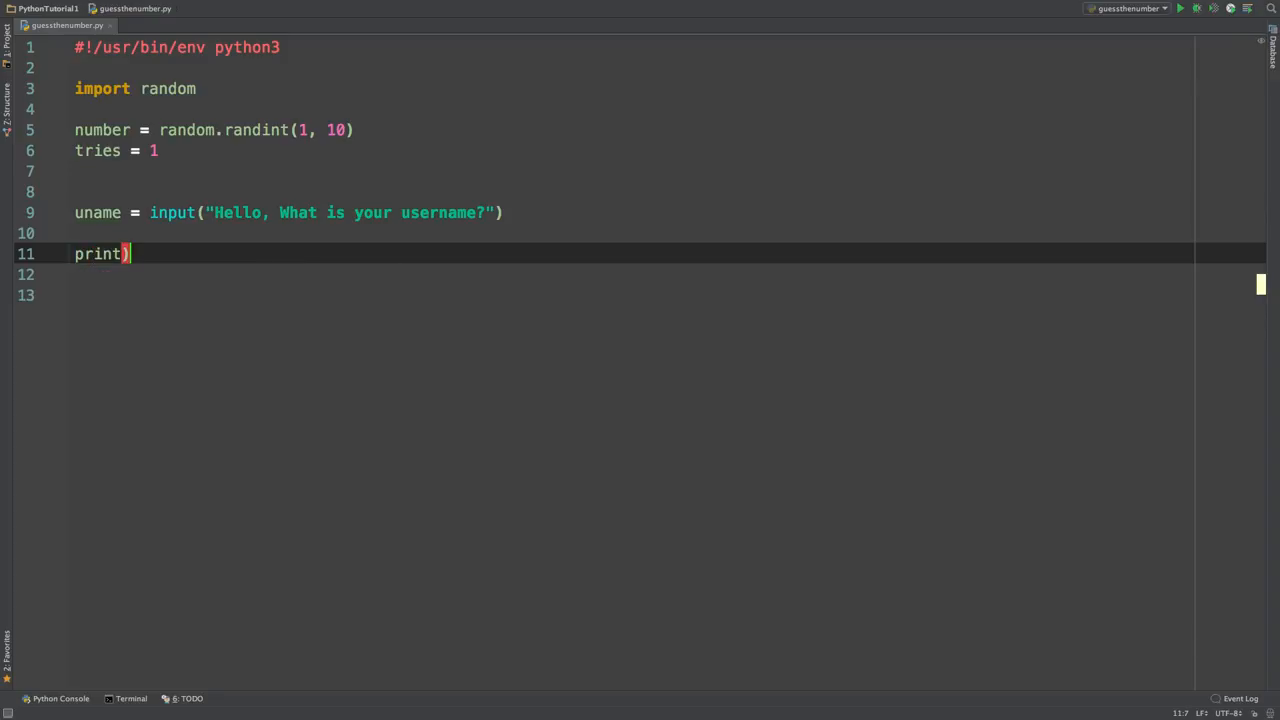 PythonTutorial1 guessthenumber.py guessthenumber
guessthenumber.py
1: Project
Z: Structure
2: Favorites
Database
1 #!/usr/bin/env python3
2
3 import random
4
5 number = random.randint(1, 10)
6 tries = 1
7
8
9 uname = input("Hello, What is your username?")
10
11 print)
12
13
Python Console Terminal 6: TODO Event Log
11:7 LF÷ UTF-8÷